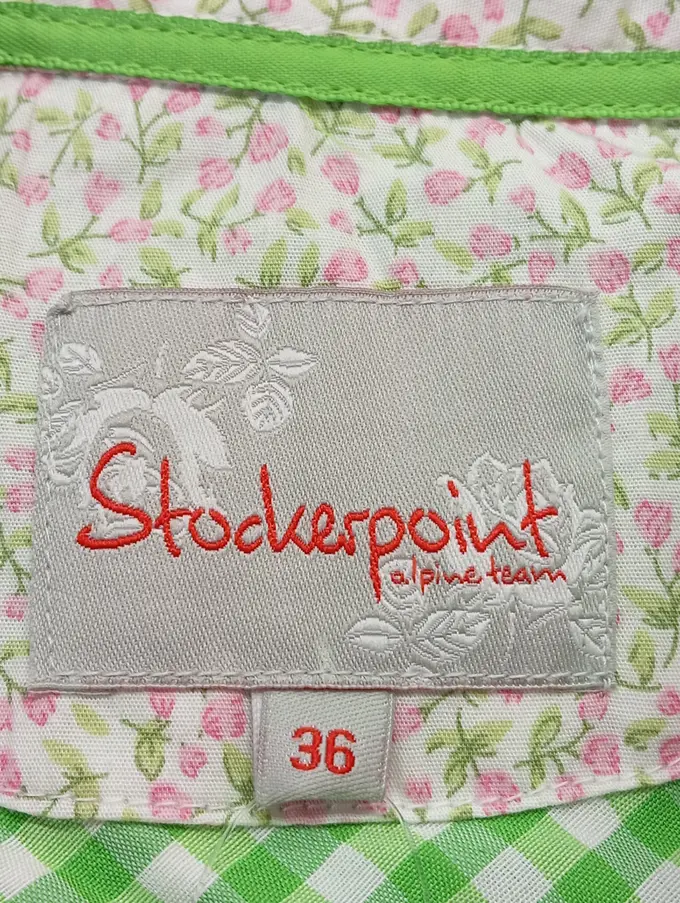 Stockerpoint
alpine team
36